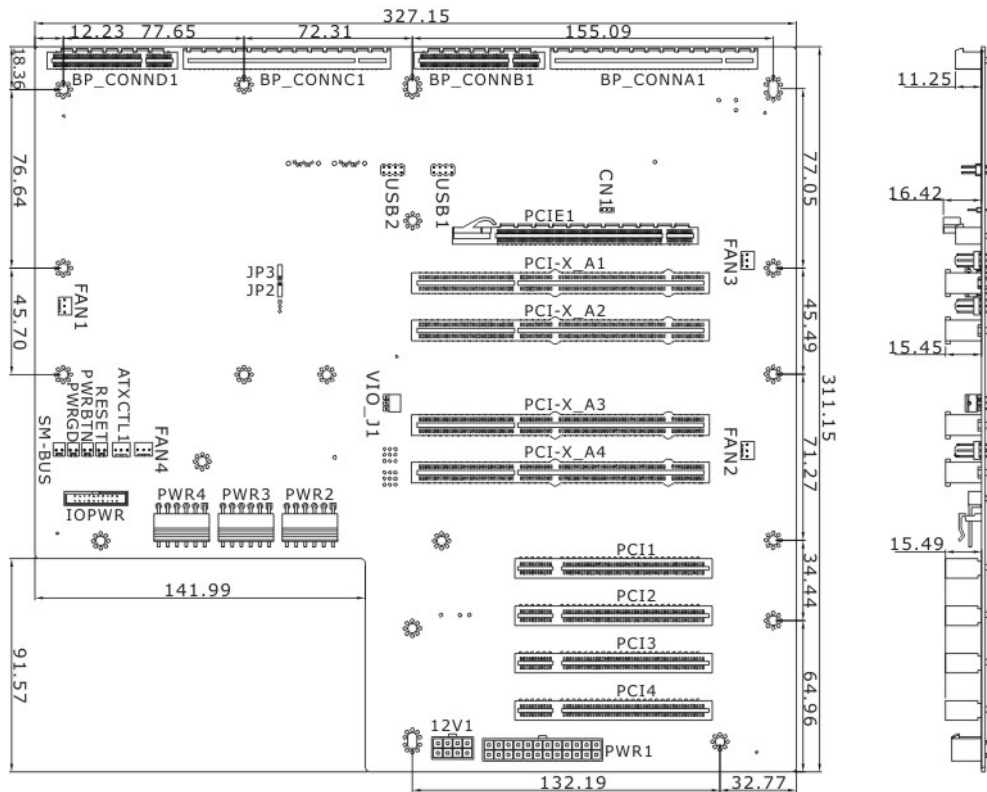 327.15
12.23 77.65 72.31 155.09
18.36
BP_CONND1 BP_CONNC1 BP_CONNB1 BP_CONNA1
11.25
76.64
77.05
USB2 USB1 CN1
16.42
PCIE1
FAN3
JP3
PCI-X_A1
JP2
FAN1
PCI-X_A2
45.70
45.49
15.45
311.15
VIO_J1
SM-BUS PWRGD PWRBTN RESET ATXCTL1 FAN4
PCI-X_A3
FAN2
PCI-X_A4
71.27
PWR4 PWR3 PWR2
IOPWR
15.49
PCI1
34.44
141.99
PCI2
91.57
PCI3
64.96
PCI4
12V1
PWR1
132.19 32.77